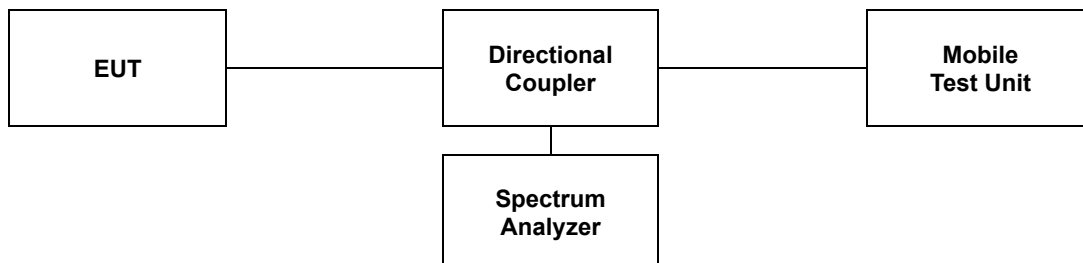 EUT
Directional
Coupler
Mobile
Test Unit
Spectrum
Analyzer